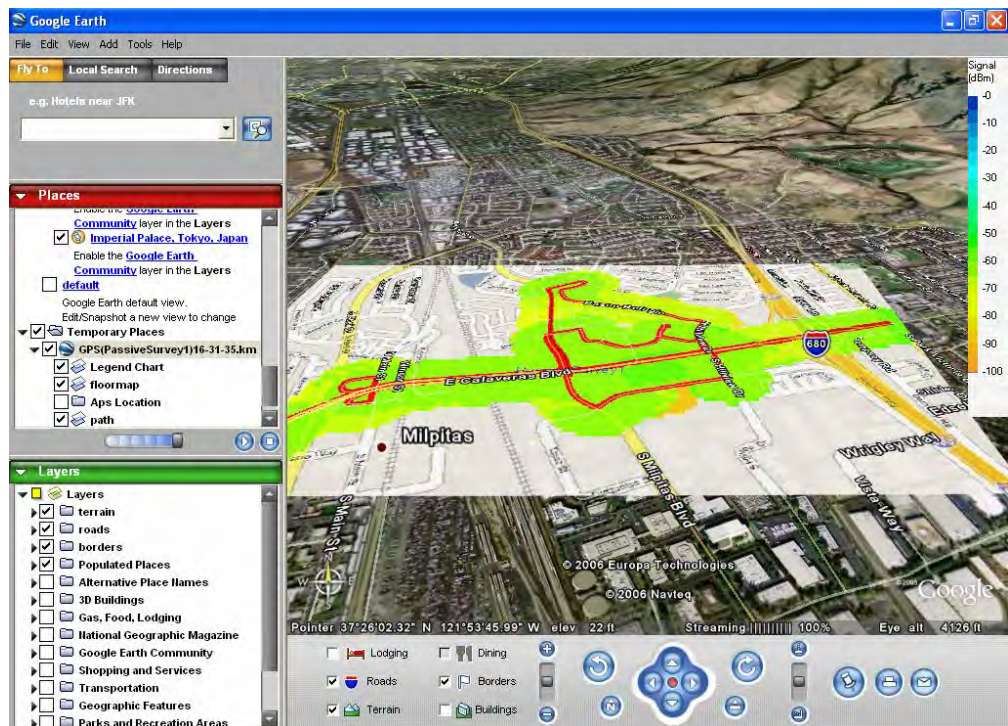 Google Earth
File Edit View Add Tools Help
Fly To Local Search Directions
e.g. Hotels near JFK
Places
Enable the Google Earth
Community layer in the Layers
Imperial Palace, Tokyo, Japan
Enable the Google Earth
Community layer in the Layers
default
Google Earth default view.
Edit/Snapshot a new view to change
Temporary Places
GPS(PassiveSurvey1)16-31-35.km
Legend Chart
floormap
Aps Location
path
Layers
Layers
terrain
roads
borders
Populated Places
Alternative Place Names
3D Buildings
Gas, Food, Lodging
National Geographic Magazine
Google Earth Community
Shopping and Services
Transportation
Geographic Features
Parks and Recreation Areas
Signal
(dBm)
-0
-10
-20
-30
-40
-50
-60
-70
-80
-90
-100
680
E Calaveras Blvd
Milpitas
S Main St
S Milpitas Blvd
Wrigley Way
Vista Way
© 2006 Europa Technologies
© 2006 Navteq
© 2005
Google
Pointer 37°26'02.32" N 121°53'45.99" W elev 22 ft Streaming 100% Eye alt 4126 ft
Lodging Dining
Roads Borders
Terrain Buildings
N